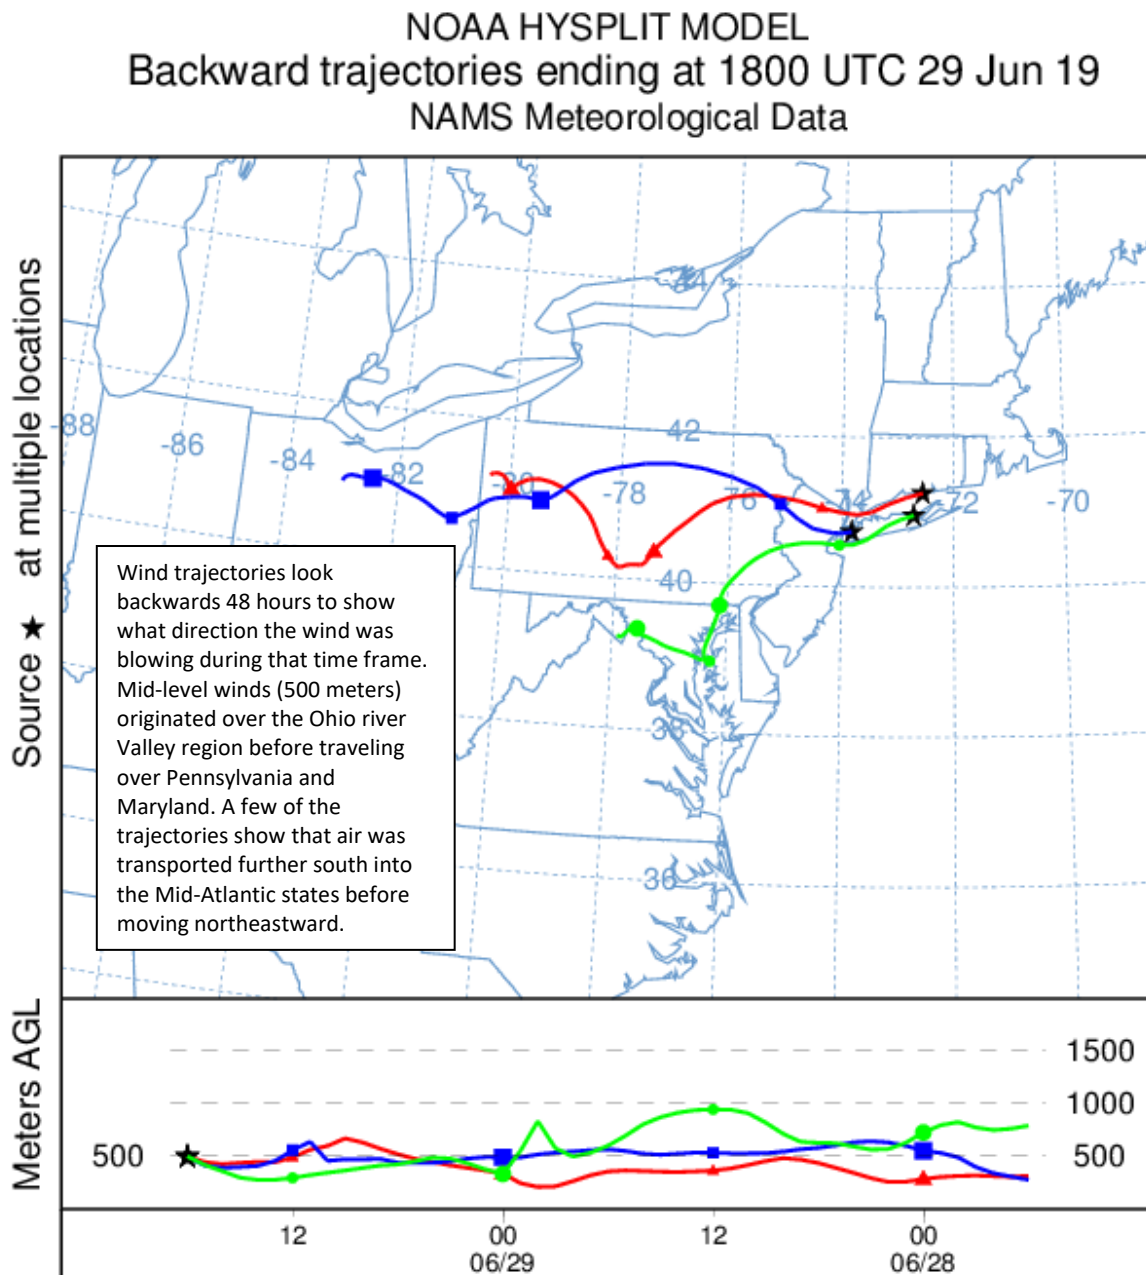 NOAA HYSPLIT MODEL
Backward trajectories ending at 1800 UTC 29 Jun 19
NAMS Meteorological Data
Source ★ at multiple locations
44
42
-88
-86
-84
-82
-80
-78
76
74
-72
-70
40
38
36
Wind trajectories look
backwards 48 hours to show
what direction the wind was
blowing during that time frame.
Mid-level winds (500 meters)
originated over the Ohio river
Valley region before traveling
over Pennsylvania and
Maryland. A few of the
trajectories show that air was
transported further south into
the Mid-Atlantic states before
moving northeastward.
Meters AGL
1500
1000
500
500
12
00
12
00
06/29
06/28